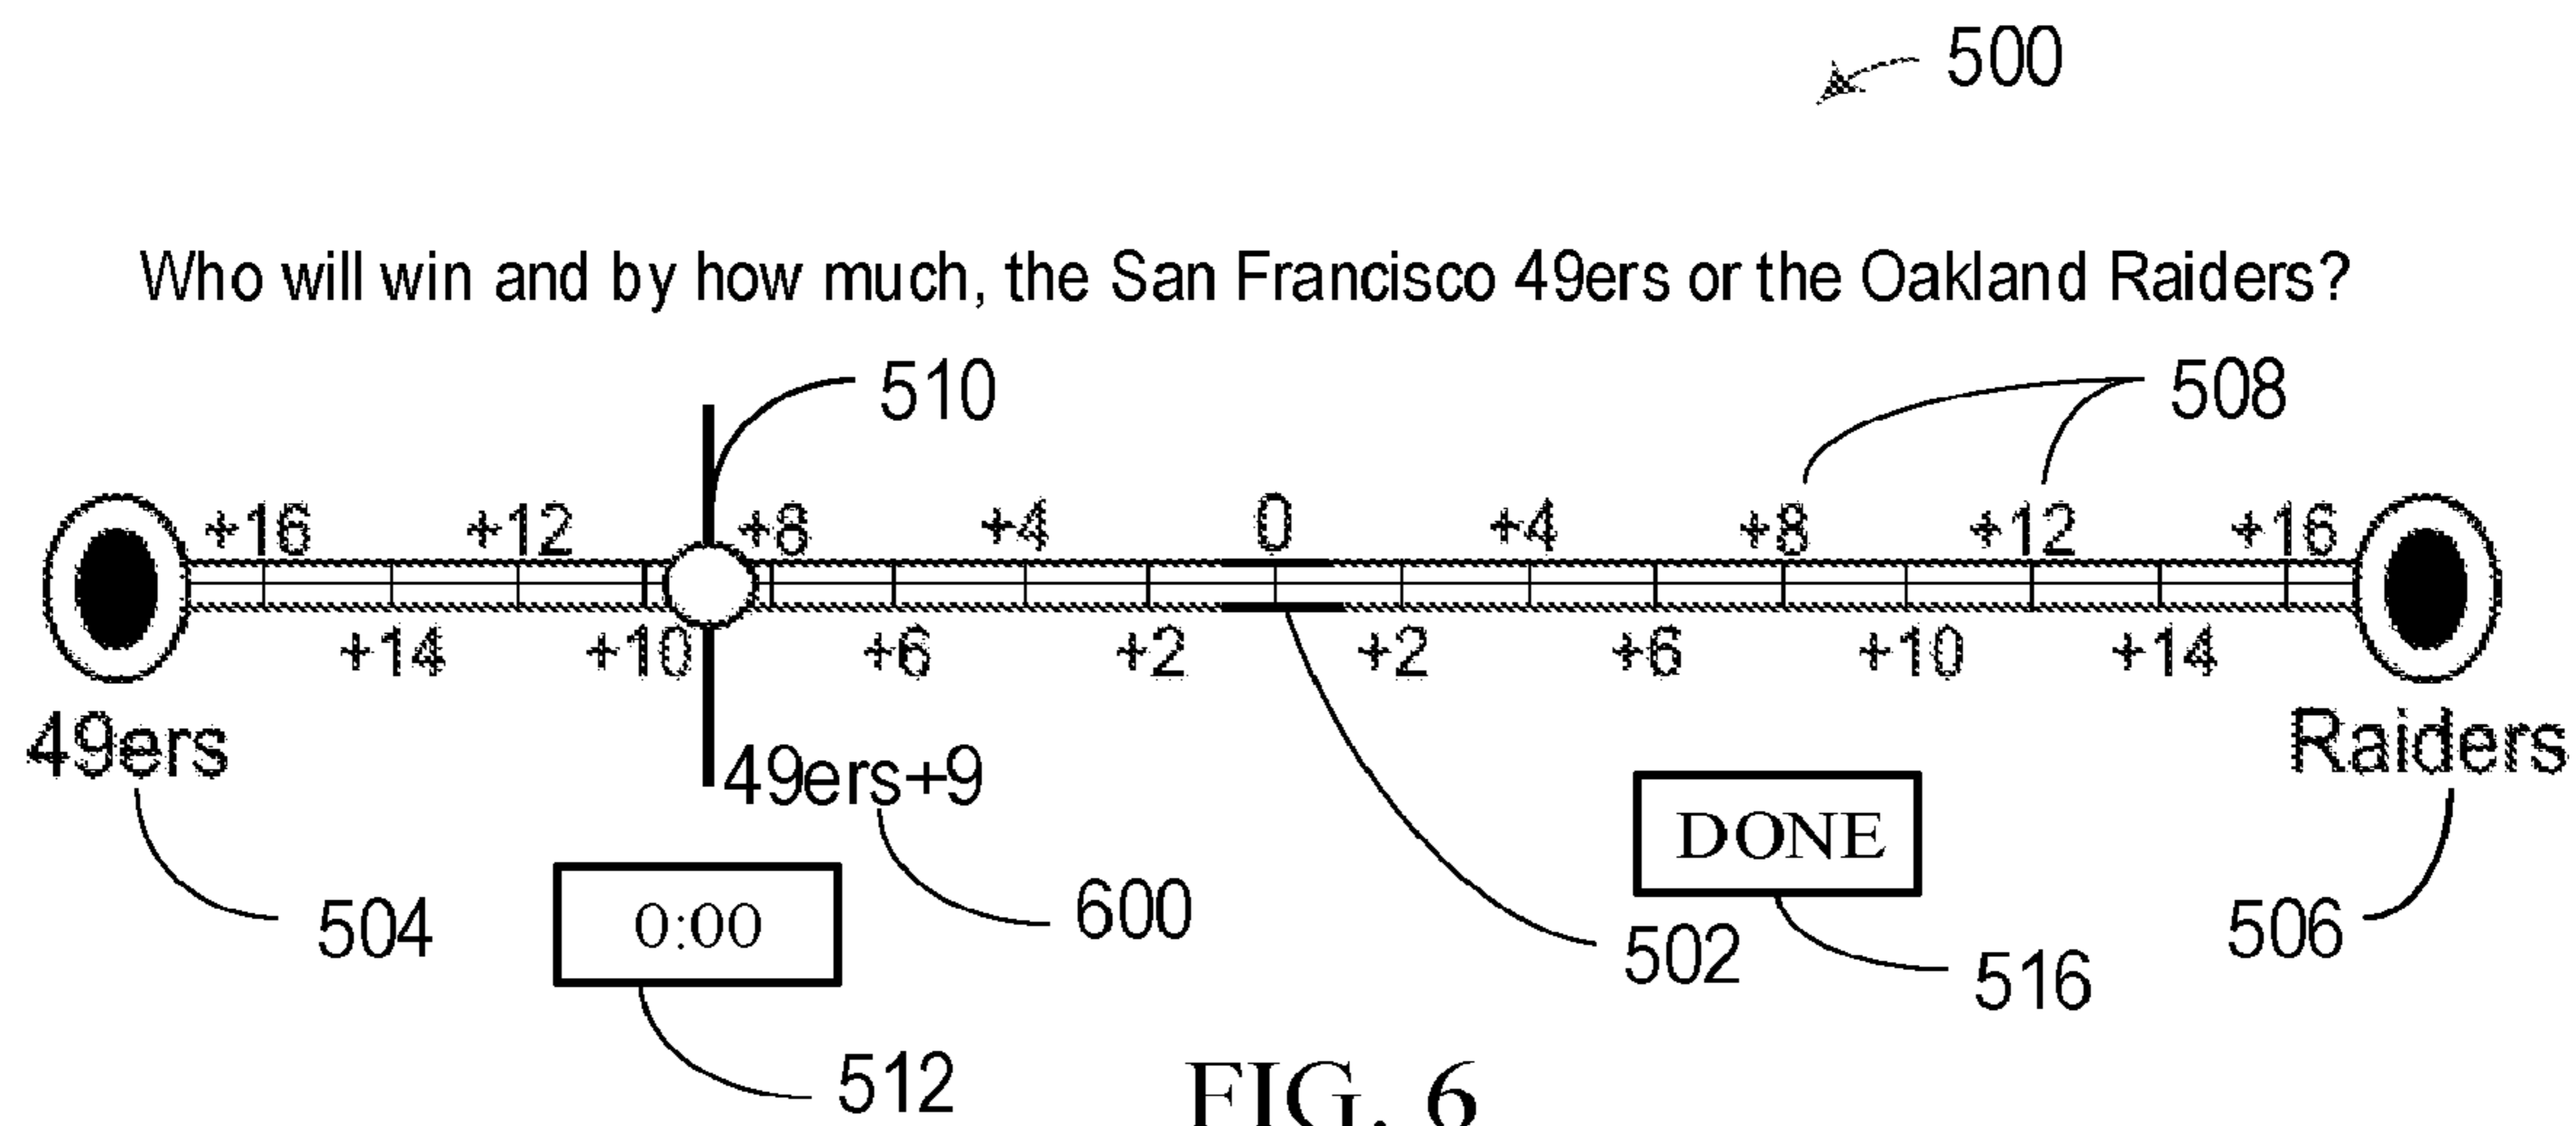 500
Who will win and by how much, the San Francisco 49ers or the Oakland Raiders?
510
508
+16 +12 +8 +4 0 +4 +8 +12 +16
+14 +10 +6 +2 +2 +6 +10 +14
49ers
Raiders
49ers+9
DONE
0:00
504
600
502
506
516
512
FIG. 6